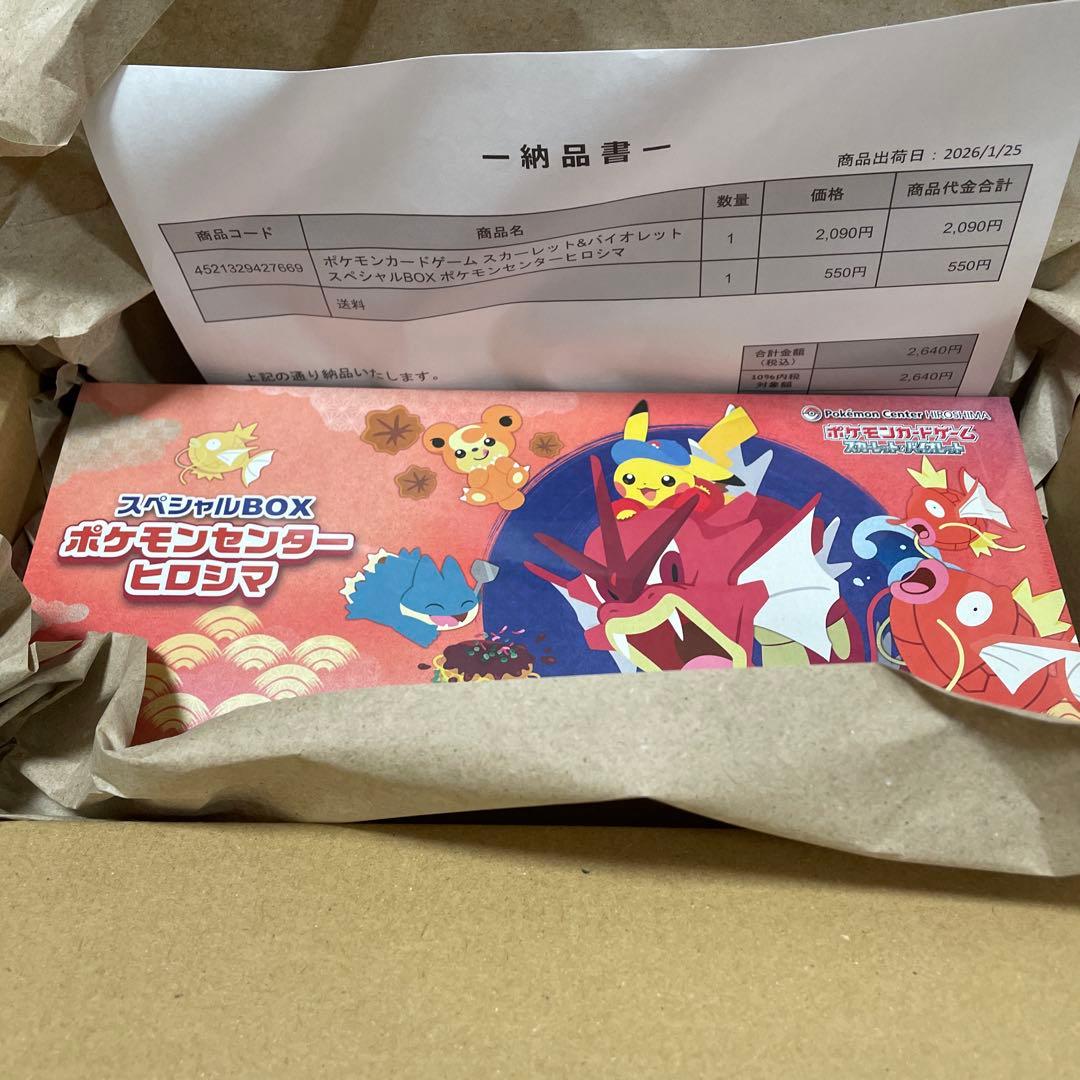 ー納品書ー
商品出荷日：2026/1/25
商品コード 商品名 数量 価格 商品代金合計
4521329427669 ポケモンカードゲーム スカーレット&バイオレット
スペシャルBOX ポケモンセンターヒロシマ 1 2,090円 2,090円
送料 1 550円 550円
合計金額
(税込) 2,640円
10%内税
対象額 2,640円
上記の通り納品いたします。
Pokémon Center HIROSHIMA
ポケモンカードゲーム
スカーレット&バイオレット
スペシャルBOX
ポケモンセンター
ヒロシマ